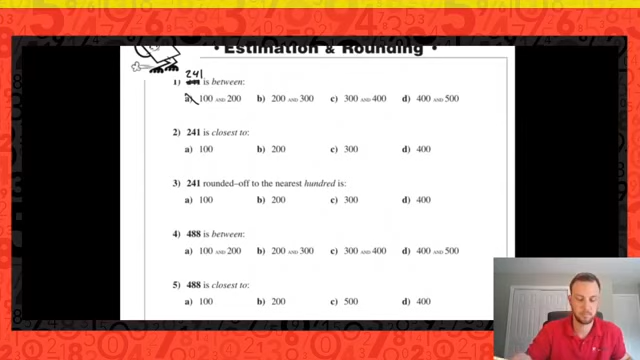 • Estimation & Rounding •
241
1) is between:
a) 100 AND 200 b) 200 AND 300 c) 300 AND 400 d) 400 AND 500
2) 241 is closest to:
a) 100 b) 200 c) 300 d) 400
3) 241 rounded–off to the nearest hundred is:
a) 100 b) 200 c) 300 d) 400
4) 488 is between:
a) 100 AND 200 b) 200 AND 300 c) 300 AND 400 d) 400 AND 500
5) 488 is closest to:
a) 100 b) 200 c) 500 d) 400